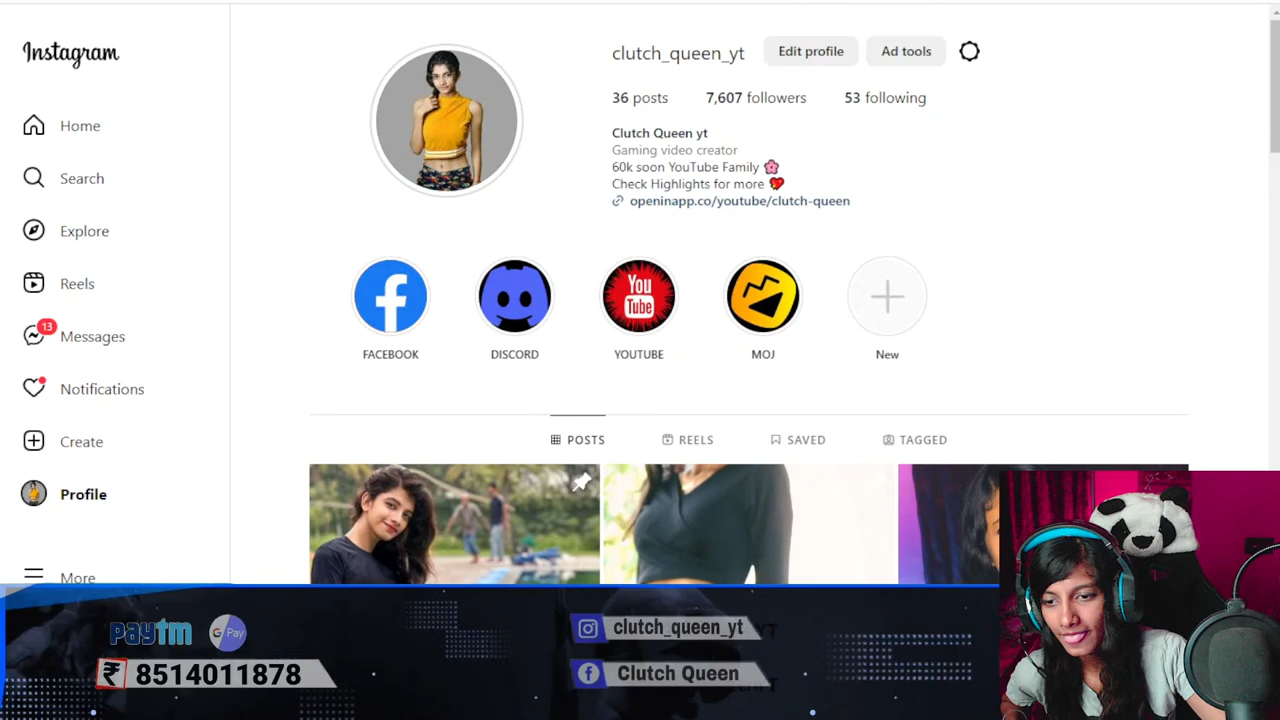 Instagram
Home
Search
Explore
Reels
13
Messages
Notifications
Create
Profile
More
clutch_queen_yt
Edit profile
Ad tools
36 posts
7,607 followers
53 following
Clutch Queen yt
Gaming video creator
60k soon YouTube Family 🌸
Check Highlights for more 💖
openinapp.co/youtube/clutch-queen
You
Tube
FACEBOOK
DISCORD
YOUTUBE
MOJ
New
POSTS
REELS
SAVED
TAGGED
paytm
G Pay
₹ 8514011878
clutch_queen_yt
Clutch Queen